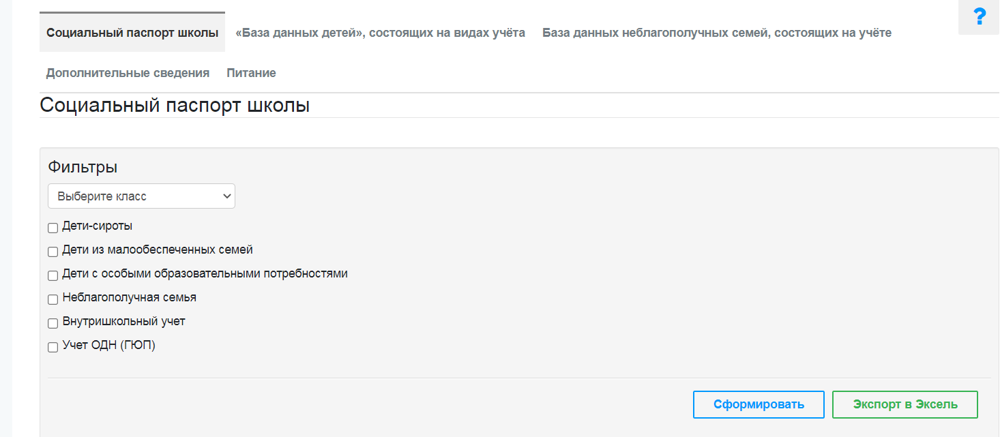 Социальный паспорт школы «База данных детей», состоящих на видах учёта База данных неблагополучных семей, состоящих на учёте
?
Дополнительные сведения Питание
Социальный паспорт школы
Фильтры
Выберите класс
Дети-сироты
Дети из малообеспеченных семей
Дети с особыми образовательными потребностями
Неблагополучная семья
Внутришкольный учет
Учет ОДН (ГЮП)
Сформировать Экспорт в Эксель